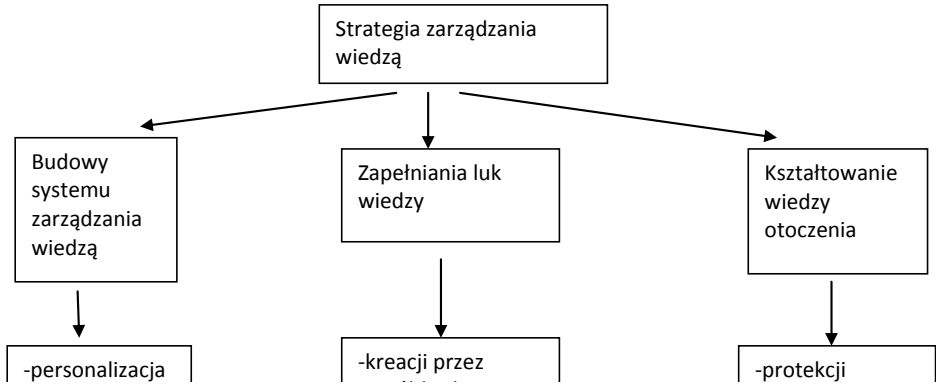 Strategia zarządzania
wiedzą
Budowy
systemu
zarządzania
wiedzą
Zapełniania luk
wiedzy
Kształtowanie
wiedzy
otoczenia
-personalizacja
-kreacji przez
-protekcji